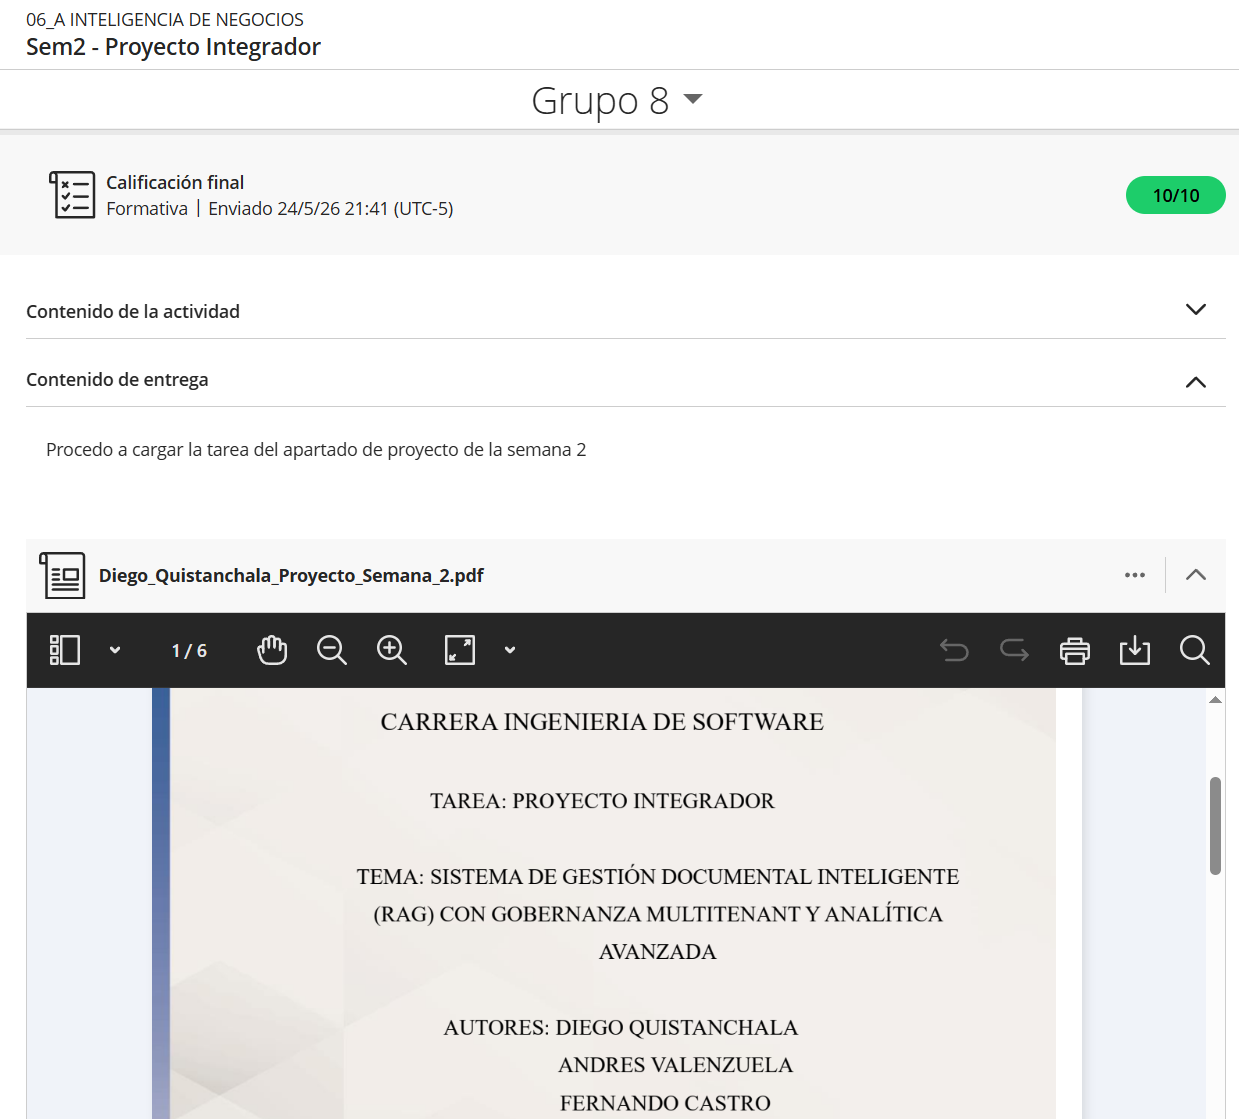 06_A INTELIGENCIA DE NEGOCIOS
Sem2 - Proyecto Integrador
Grupo 8
Calificación final
Formativa | Enviado 24/5/26 21:41 (UTC-5)
10/10
Contenido de la actividad
Contenido de entrega
Procedo a cargar la tarea del apartado de proyecto de la semana 2
Diego_Quistanchala_Proyecto_Semana_2.pdf
1 / 6
CARRERA INGENIERIA DE SOFTWARE
TAREA: PROYECTO INTEGRADOR
TEMA: SISTEMA DE GESTIÓN DOCUMENTAL INTELIGENTE
(RAG) CON GOBERNANZA MULTITENANT Y ANALÍTICA
AVANZADA
AUTORES: DIEGO QUISTANCHALA
ANDRES VALENZUELA
FERNANDO CASTRO